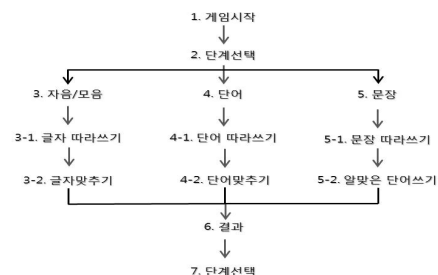 1. 게임시작
2. 단계선택
3. 자음/모음
4. 단어
5. 문장
3-1. 글자 따라쓰기
4-1. 단어 따라쓰기
5-1. 문장 따라쓰기
3-2. 글자맞추기
4-2. 단어맞추기
5-2. 알맞은 단어쓰기
6. 결과
7. 단계선택